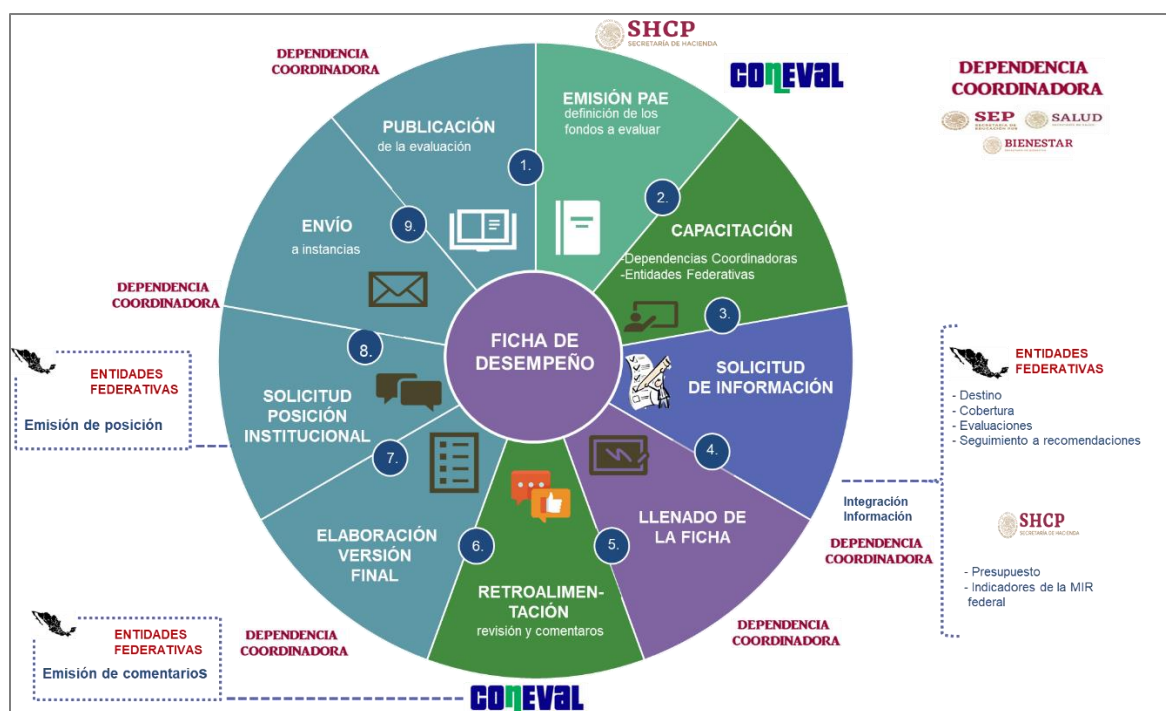 SHCP
SECRETARÍA DE HACIENDA
CONEVAL
DEPENDENCIA
COORDINADORA
DEPENDENCIA
COORDINADORA
SEP
SALUD
BIENESTAR
1.
EMISIÓN PAE
definición de los
fondos a evaluar
2.
CAPACITACIÓN
-Dependencias Coordinadoras
-Entidades Federativas
3.
SOLICITUD
DE INFORMACIÓN
4.
LLENADO DE
LA FICHA
5.
RETROALIMEN-
TACIÓN
revisión y comentaros
6.
ELABORACIÓN
VERSIÓN
FINAL
7.
SOLICITUD
POSICIÓN
INSTITUCIONAL
8.
ENVÍO
a instancias
9.
PUBLICACIÓN
de la evaluación
FICHA DE
DESEMPEÑO
ENTIDADES
FEDERATIVAS
- Destino
- Cobertura
- Evaluaciones
- Seguimiento a recomendaciones
Integración
Información
DEPENDENCIA
COORDINADORA
SHCP
SECRETARÍA DE HACIENDA
- Presupuesto
- Indicadores de la MIR
federal
DEPENDENCIA
COORDINADORA
CONEVAL
DEPENDENCIA
COORDINADORA
ENTIDADES
FEDERATIVAS
Emisión de comentarios
ENTIDADES
FEDERATIVAS
Emisión de posición
DEPENDENCIA
COORDINADORA